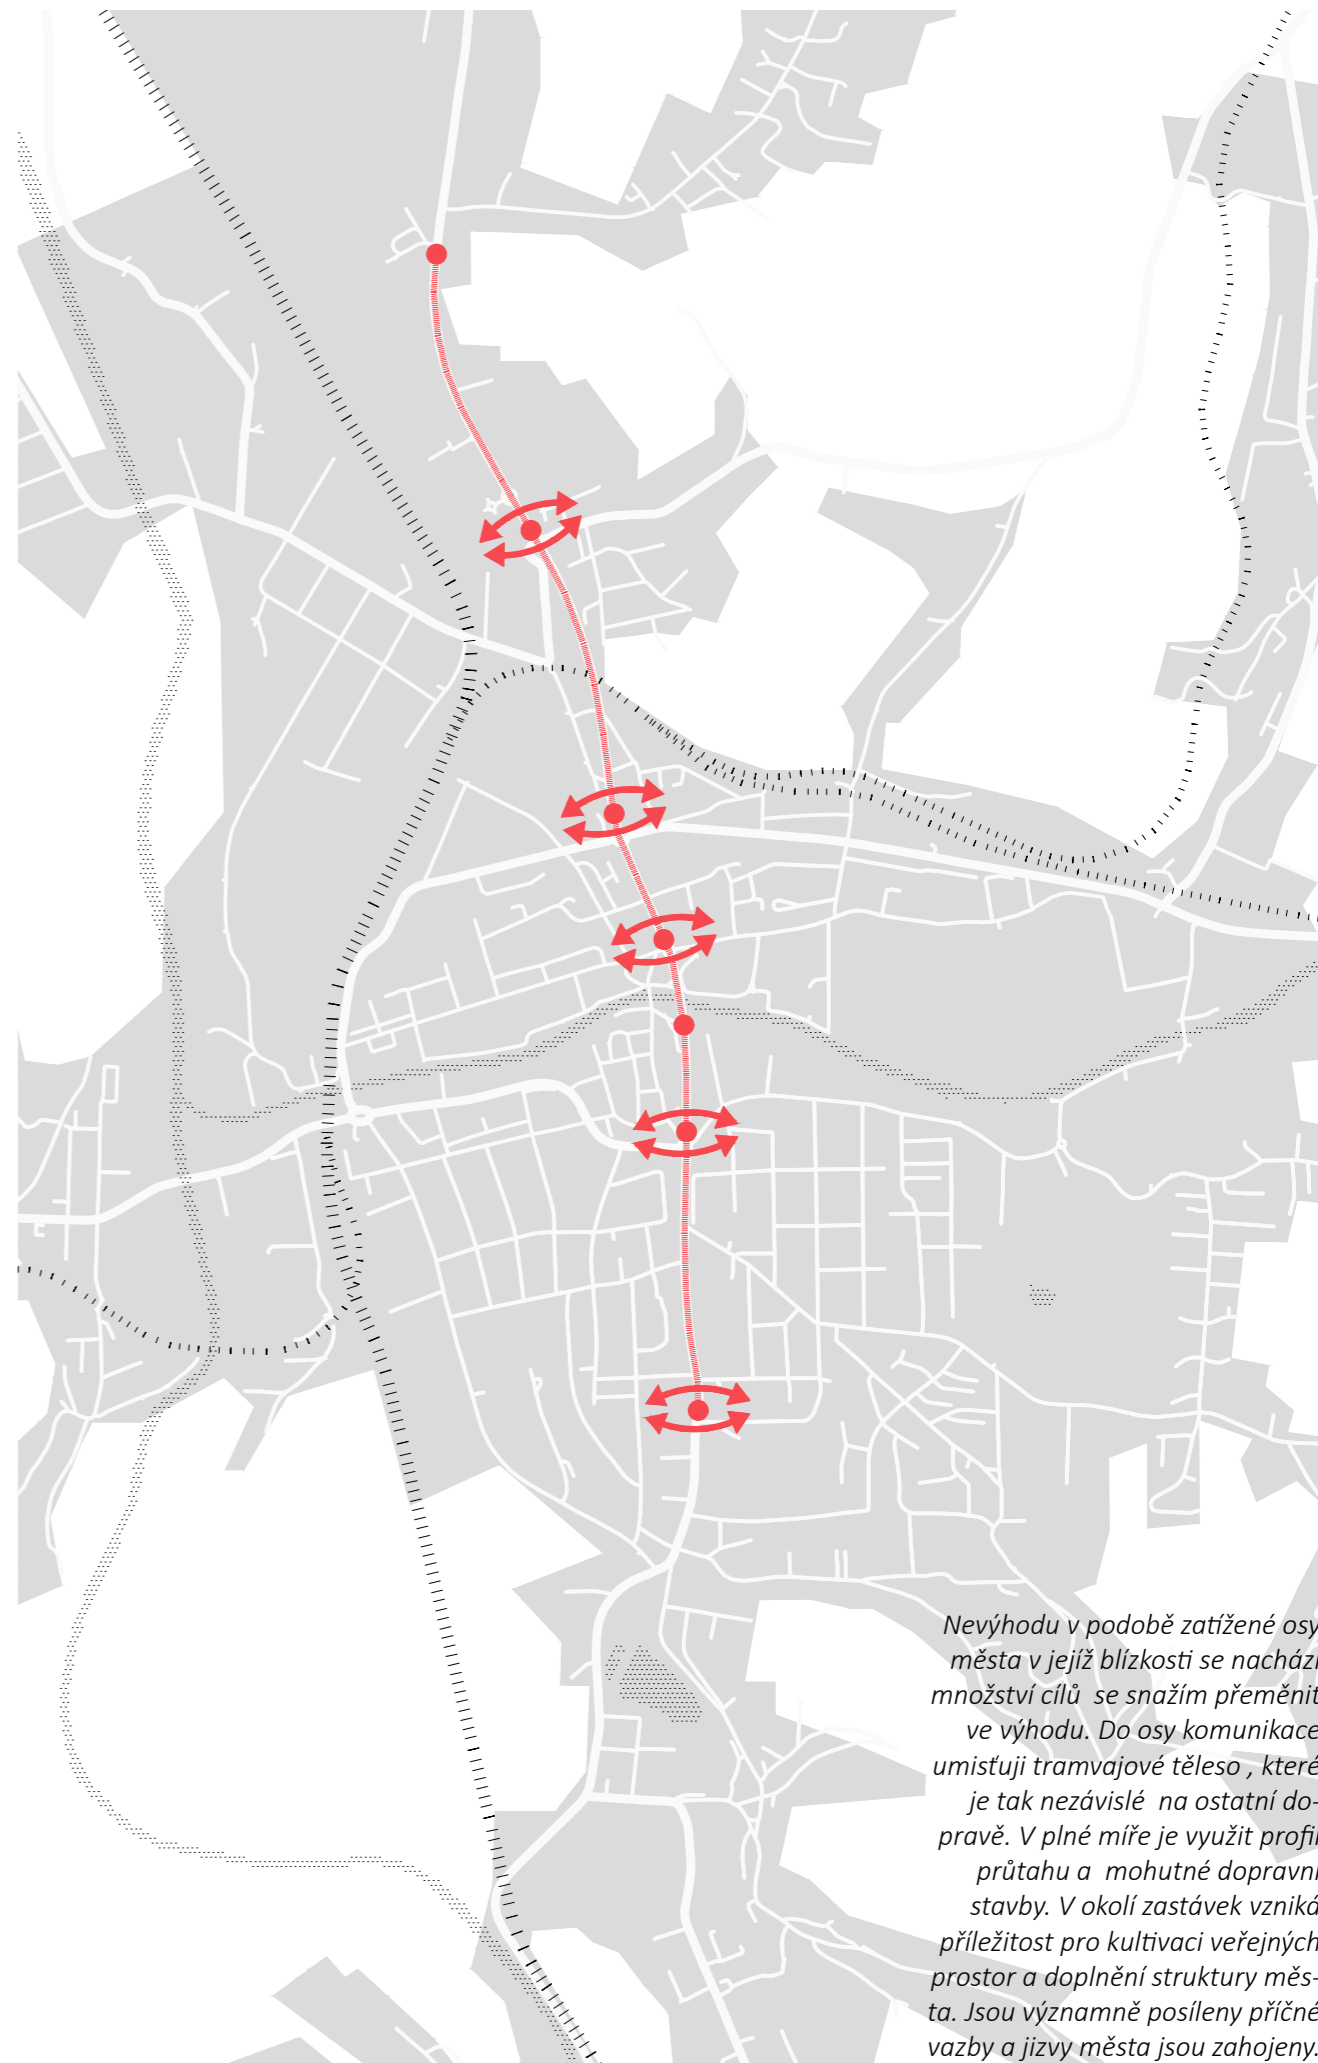 Nevýhodu v podobě zatížené osy
města v jejíž blízkosti se nachází
množství cílů se snažím přeměnit
ve výhodu. Do osy komunikace
umisťuji tramvajové těleso , které
je tak nezávislé na ostatní do-
pravě. V plné míře je využit profil
průtahu a mohutné dopravní
stavby. V okolí zastávek vzniká
příležitost pro kultivaci veřejných
prostor a doplnění struktury měs-
ta. Jsou významně posíleny příčné
vazby a jizvy města jsou zahojeny.